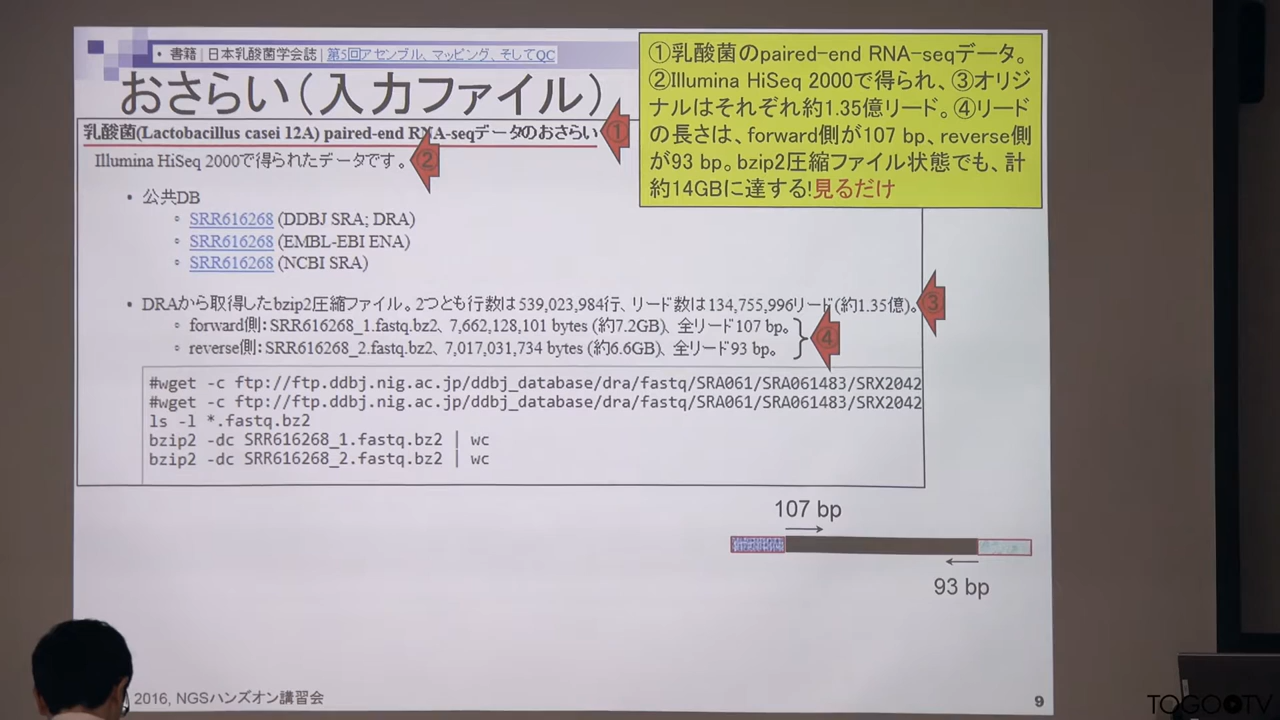 • 書籍 | 日本乳酸菌学会誌 | 第5回アセンブル、マッピング、そしてQC
おさらい（入力ファイル）
①乳酸菌のpaired-end RNA-seqデータ。
②Illumina HiSeq 2000で得られ、③オリジ
ナルはそれぞれ約1.35億リード。④リード
の長さは、forward側が107 bp、reverse側
が93 bp。bzip2圧縮ファイル状態でも、計
約14GBに達する!見るだけ
乳酸菌(Lactobacillus casei 12A) paired-end RNA-seqデータのおさらい
①
Illumina HiSeq 2000で得られたデータです。
②
• 公共DB
◦ SRR616268 (DDBJ SRA; DRA)
◦ SRR616268 (EMBL-EBI ENA)
◦ SRR616268 (NCBI SRA)
• DRAから取得したbzip2圧縮ファイル。2つとも行数は539,023,984行、リード数は134,755,996リード(約1.35億)。
③
◦ forward側：SRR616268_1.fastq.bz2、7,662,128,101 bytes (約7.2GB)、全リード107 bp。
◦ reverse側：SRR616268_2.fastq.bz2、7,017,031,734 bytes (約6.6GB)、全リード93 bp。
④
#wget -c ftp://ftp.ddbj.nig.ac.jp/ddbj_database/dra/fastq/SRA061/SRA061483/SRX2042
#wget -c ftp://ftp.ddbj.nig.ac.jp/ddbj_database/dra/fastq/SRA061/SRA061483/SRX2042
ls -l *.fastq.bz2
bzip2 -dc SRR616268_1.fastq.bz2 | wc
bzip2 -dc SRR616268_2.fastq.bz2 | wc
107 bp
93 bp
2016, NGSハンズオン講習会
9
TOGOTV